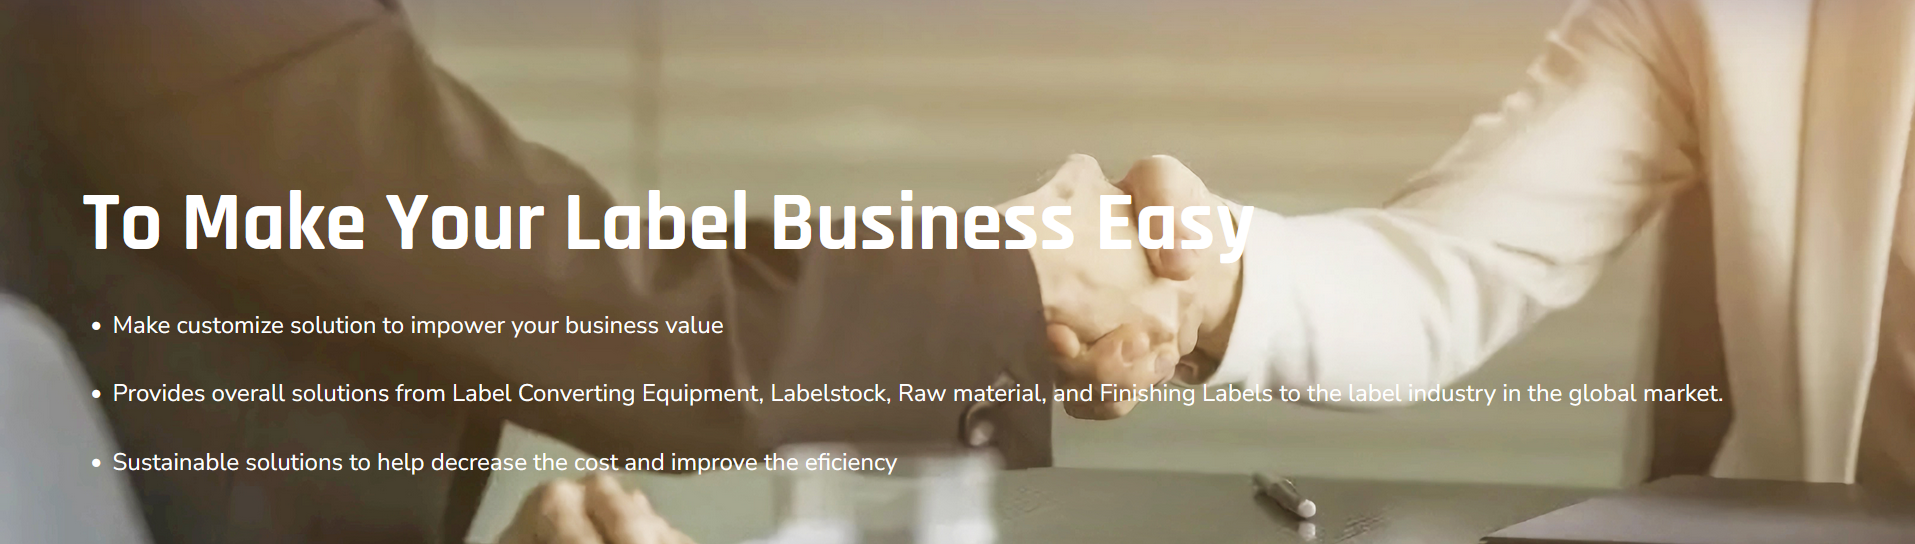 To Make Your Label Business Easy
• Make customize solution to impower your business value
• Provides overall solutions from Label Converting Equipment, Labelstock, Raw material, and Finishing Labels to the label industry in the global market.
• Sustainable solutions to help decrease the cost and improve the eficiency